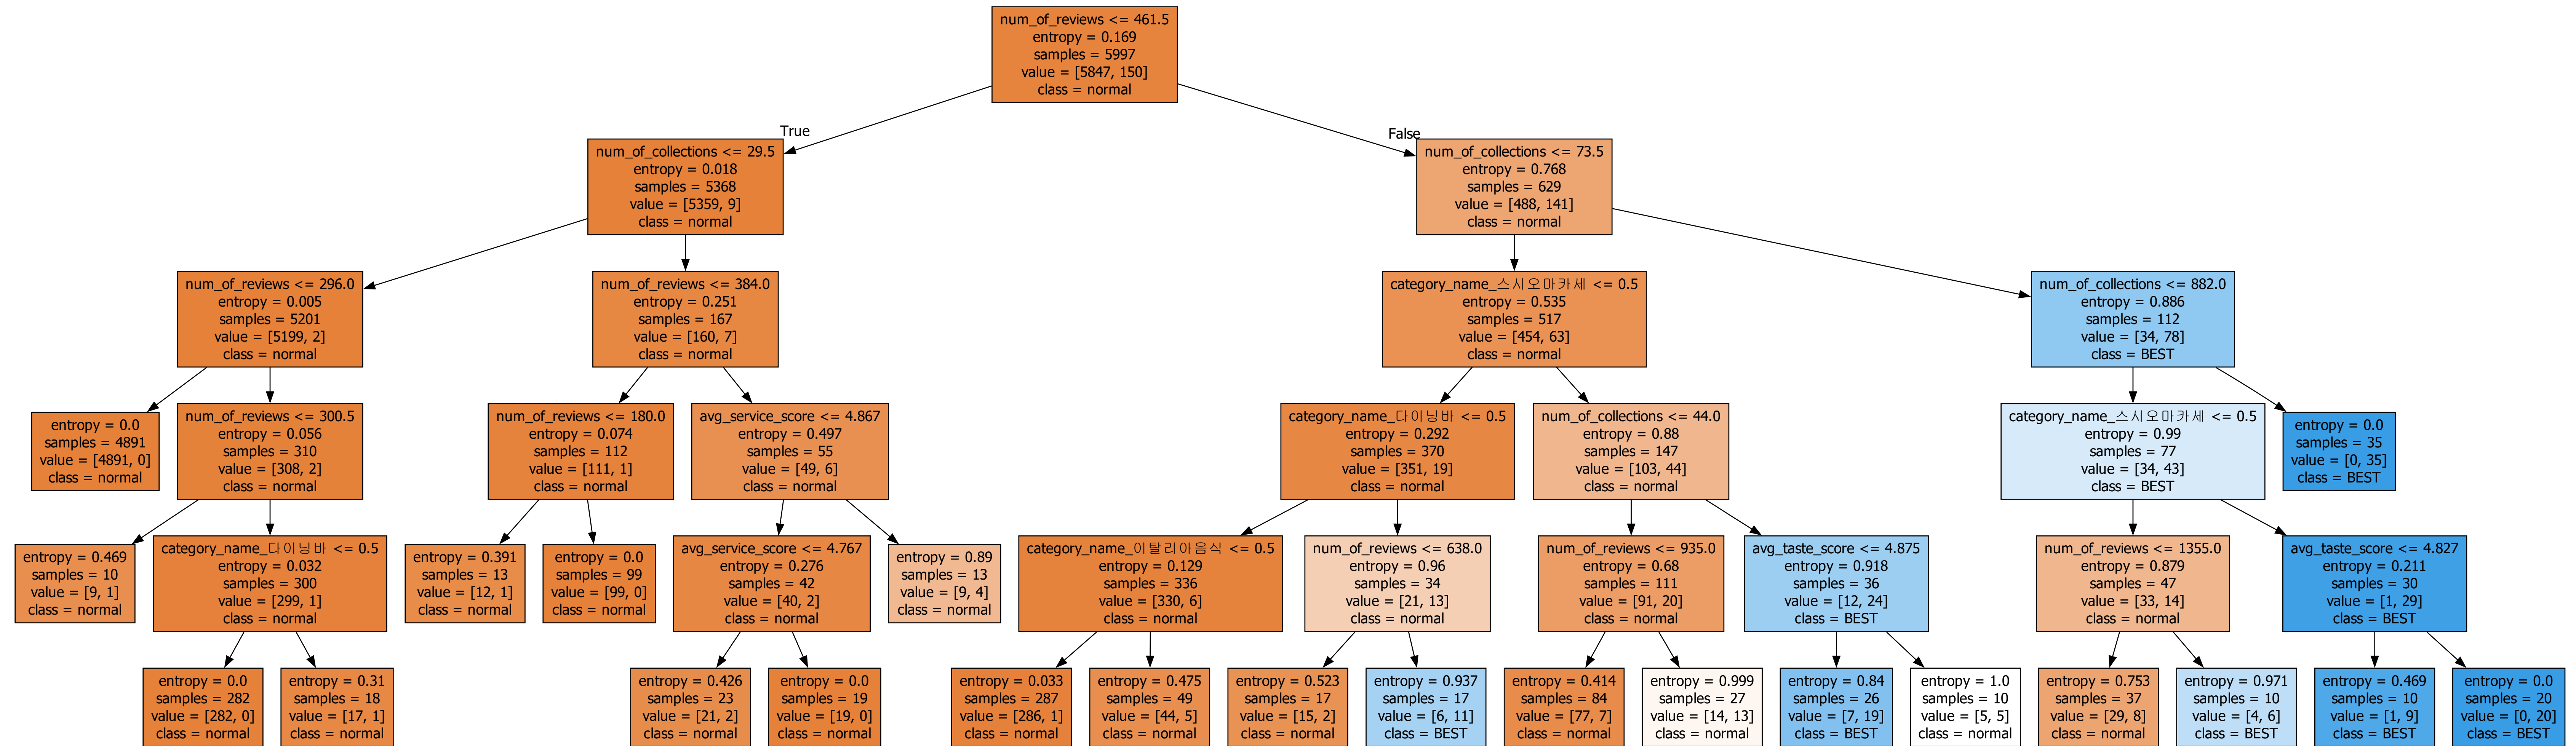 num_of_reviews <= 461.5
entropy = 0.169
samples = 5997
value = [5847, 150]
class = normal
True
False
num_of_collections <= 29.5
entropy = 0.018
samples = 5368
value = [5359, 9]
class = normal
num_of_collections <= 73.5
entropy = 0.768
samples = 629
value = [488, 141]
class = normal
num_of_reviews <= 296.0
entropy = 0.005
samples = 5201
value = [5199, 2]
class = normal
num_of_reviews <= 384.0
entropy = 0.251
samples = 167
value = [160, 7]
class = normal
category_name_스시오마카세 <= 0.5
entropy = 0.535
samples = 517
value = [454, 63]
class = normal
num_of_collections <= 882.0
entropy = 0.886
samples = 112
value = [34, 78]
class = BEST
entropy = 0.0
samples = 4891
value = [4891, 0]
class = normal
num_of_reviews <= 300.5
entropy = 0.056
samples = 310
value = [308, 2]
class = normal
num_of_reviews <= 180.0
entropy = 0.074
samples = 112
value = [111, 1]
class = normal
avg_service_score <= 4.867
entropy = 0.497
samples = 55
value = [49, 6]
class = normal
category_name_다이닝바 <= 0.5
entropy = 0.292
samples = 370
value = [351, 19]
class = normal
num_of_collections <= 44.0
entropy = 0.88
samples = 147
value = [103, 44]
class = normal
category_name_스시오마카세 <= 0.5
entropy = 0.99
samples = 77
value = [34, 43]
class = BEST
entropy = 0.0
samples = 35
value = [0, 35]
class = BEST
entropy = 0.469
samples = 10
value = [9, 1]
class = normal
category_name_다이닝바 <= 0.5
entropy = 0.032
samples = 300
value = [299, 1]
class = normal
entropy = 0.391
samples = 13
value = [12, 1]
class = normal
entropy = 0.0
samples = 99
value = [99, 0]
class = normal
avg_service_score <= 4.767
entropy = 0.276
samples = 42
value = [40, 2]
class = normal
entropy = 0.89
samples = 13
value = [9, 4]
class = normal
category_name_이탈리아음식 <= 0.5
entropy = 0.129
samples = 336
value = [330, 6]
class = normal
num_of_reviews <= 638.0
entropy = 0.96
samples = 34
value = [21, 13]
class = normal
num_of_reviews <= 935.0
entropy = 0.68
samples = 111
value = [91, 20]
class = normal
avg_taste_score <= 4.875
entropy = 0.918
samples = 36
value = [12, 24]
class = BEST
num_of_reviews <= 1355.0
entropy = 0.879
samples = 47
value = [33, 14]
class = normal
avg_taste_score <= 4.827
entropy = 0.211
samples = 30
value = [1, 29]
class = BEST
entropy = 0.0
samples = 282
value = [282, 0]
class = normal
entropy = 0.31
samples = 18
value = [17, 1]
class = normal
entropy = 0.426
samples = 23
value = [21, 2]
class = normal
entropy = 0.0
samples = 19
value = [19, 0]
class = normal
entropy = 0.033
samples = 287
value = [286, 1]
class = normal
entropy = 0.475
samples = 49
value = [44, 5]
class = normal
entropy = 0.523
samples = 17
value = [15, 2]
class = normal
entropy = 0.937
samples = 17
value = [6, 11]
class = BEST
entropy = 0.414
samples = 84
value = [77, 7]
class = normal
entropy = 0.999
samples = 27
value = [14, 13]
class = normal
entropy = 0.84
samples = 26
value = [7, 19]
class = BEST
entropy = 1.0
samples = 10
value = [5, 5]
class = normal
entropy = 0.753
samples = 37
value = [29, 8]
class = normal
entropy = 0.971
samples = 10
value = [4, 6]
class = BEST
entropy = 0.469
samples = 10
value = [1, 9]
class = BEST
entropy = 0.0
samples = 20
value = [0, 20]
class = BEST